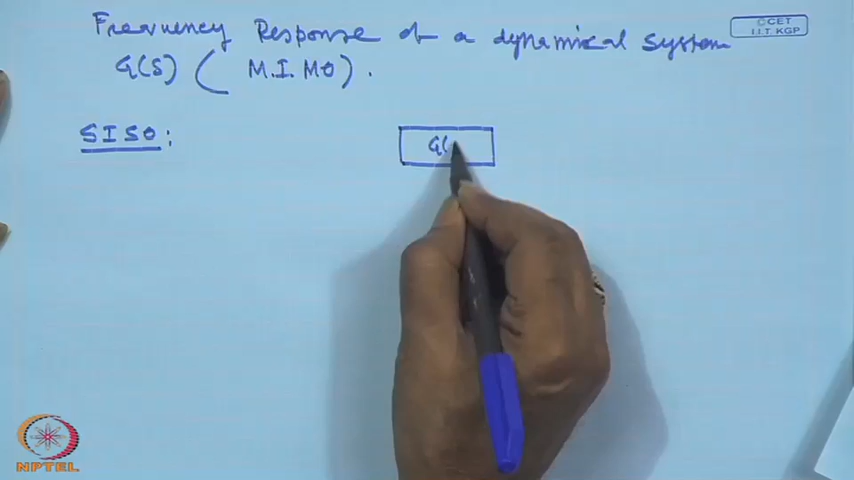 Frequency Response of a dynamical system
G(S) ( M.I.MO).
© CET
I.I.T. KGP
SISO:
G(
NPTEL